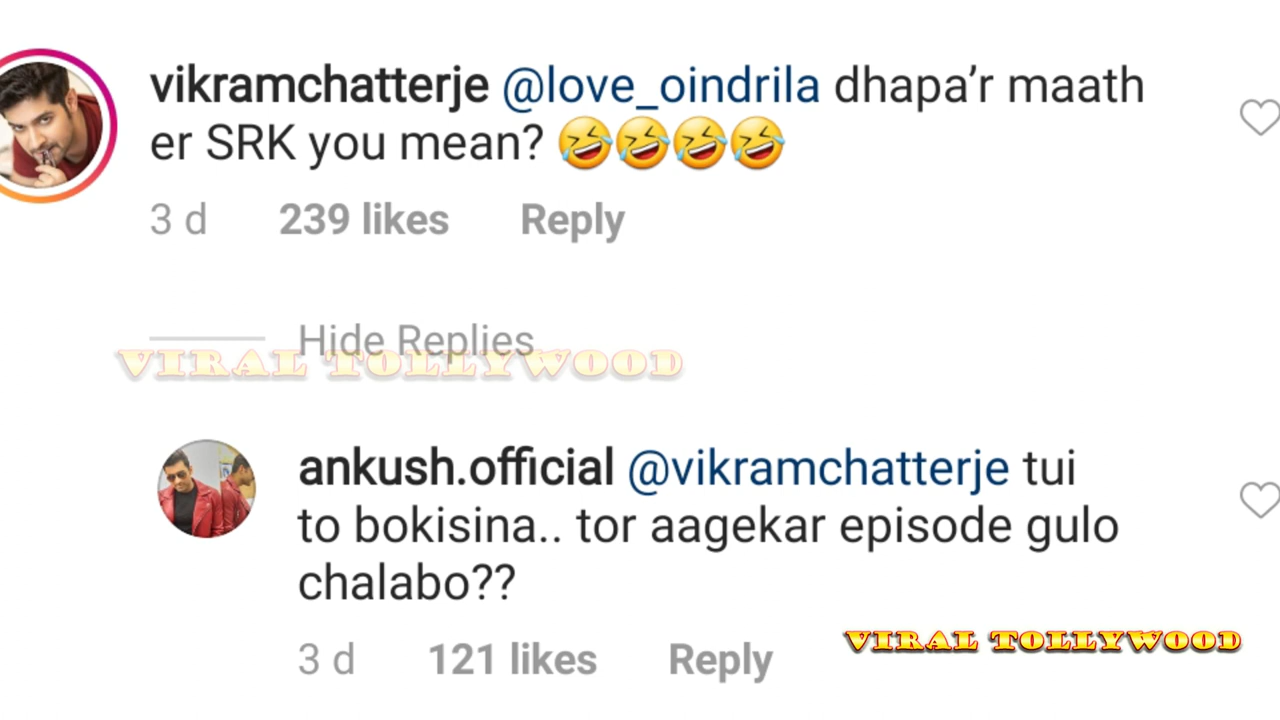 vikramchatterje @love_oindrila dhapa’r maath
er SRK you mean? 🤣🤣🤣🤣
3 d 239 likes Reply
Hide Replies
VIRAL TOLLYWOOD
ankush.official @vikramchatterje tui
to bokisina.. tor aagekar episode gulo
chalabo??
VIRAL TOLLYWOOD
3 d 121 likes Reply